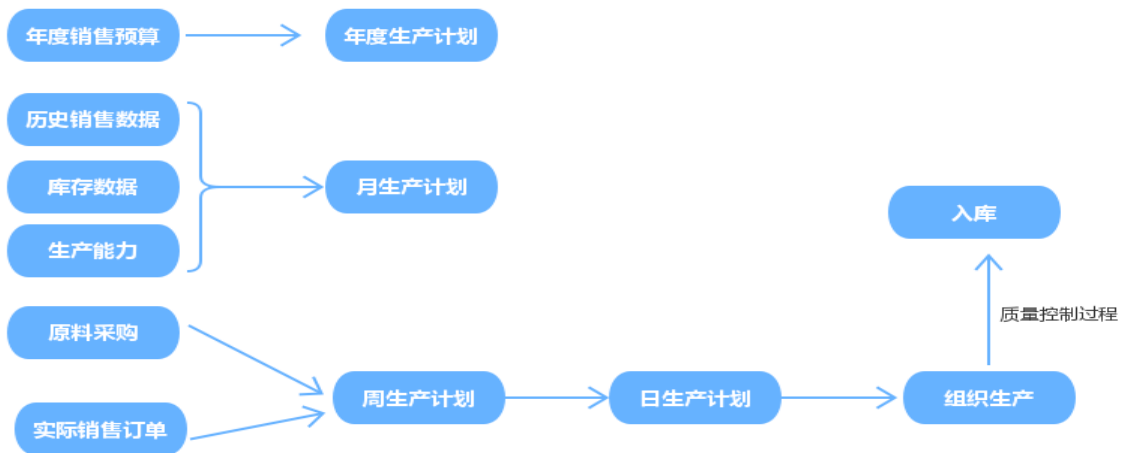 年度销售预算
年度生产计划
历史销售数据
库存数据
月生产计划
生产能力
入库
质量控制过程
原料采购
周生产计划
日生产计划
组织生产
实际销售订单